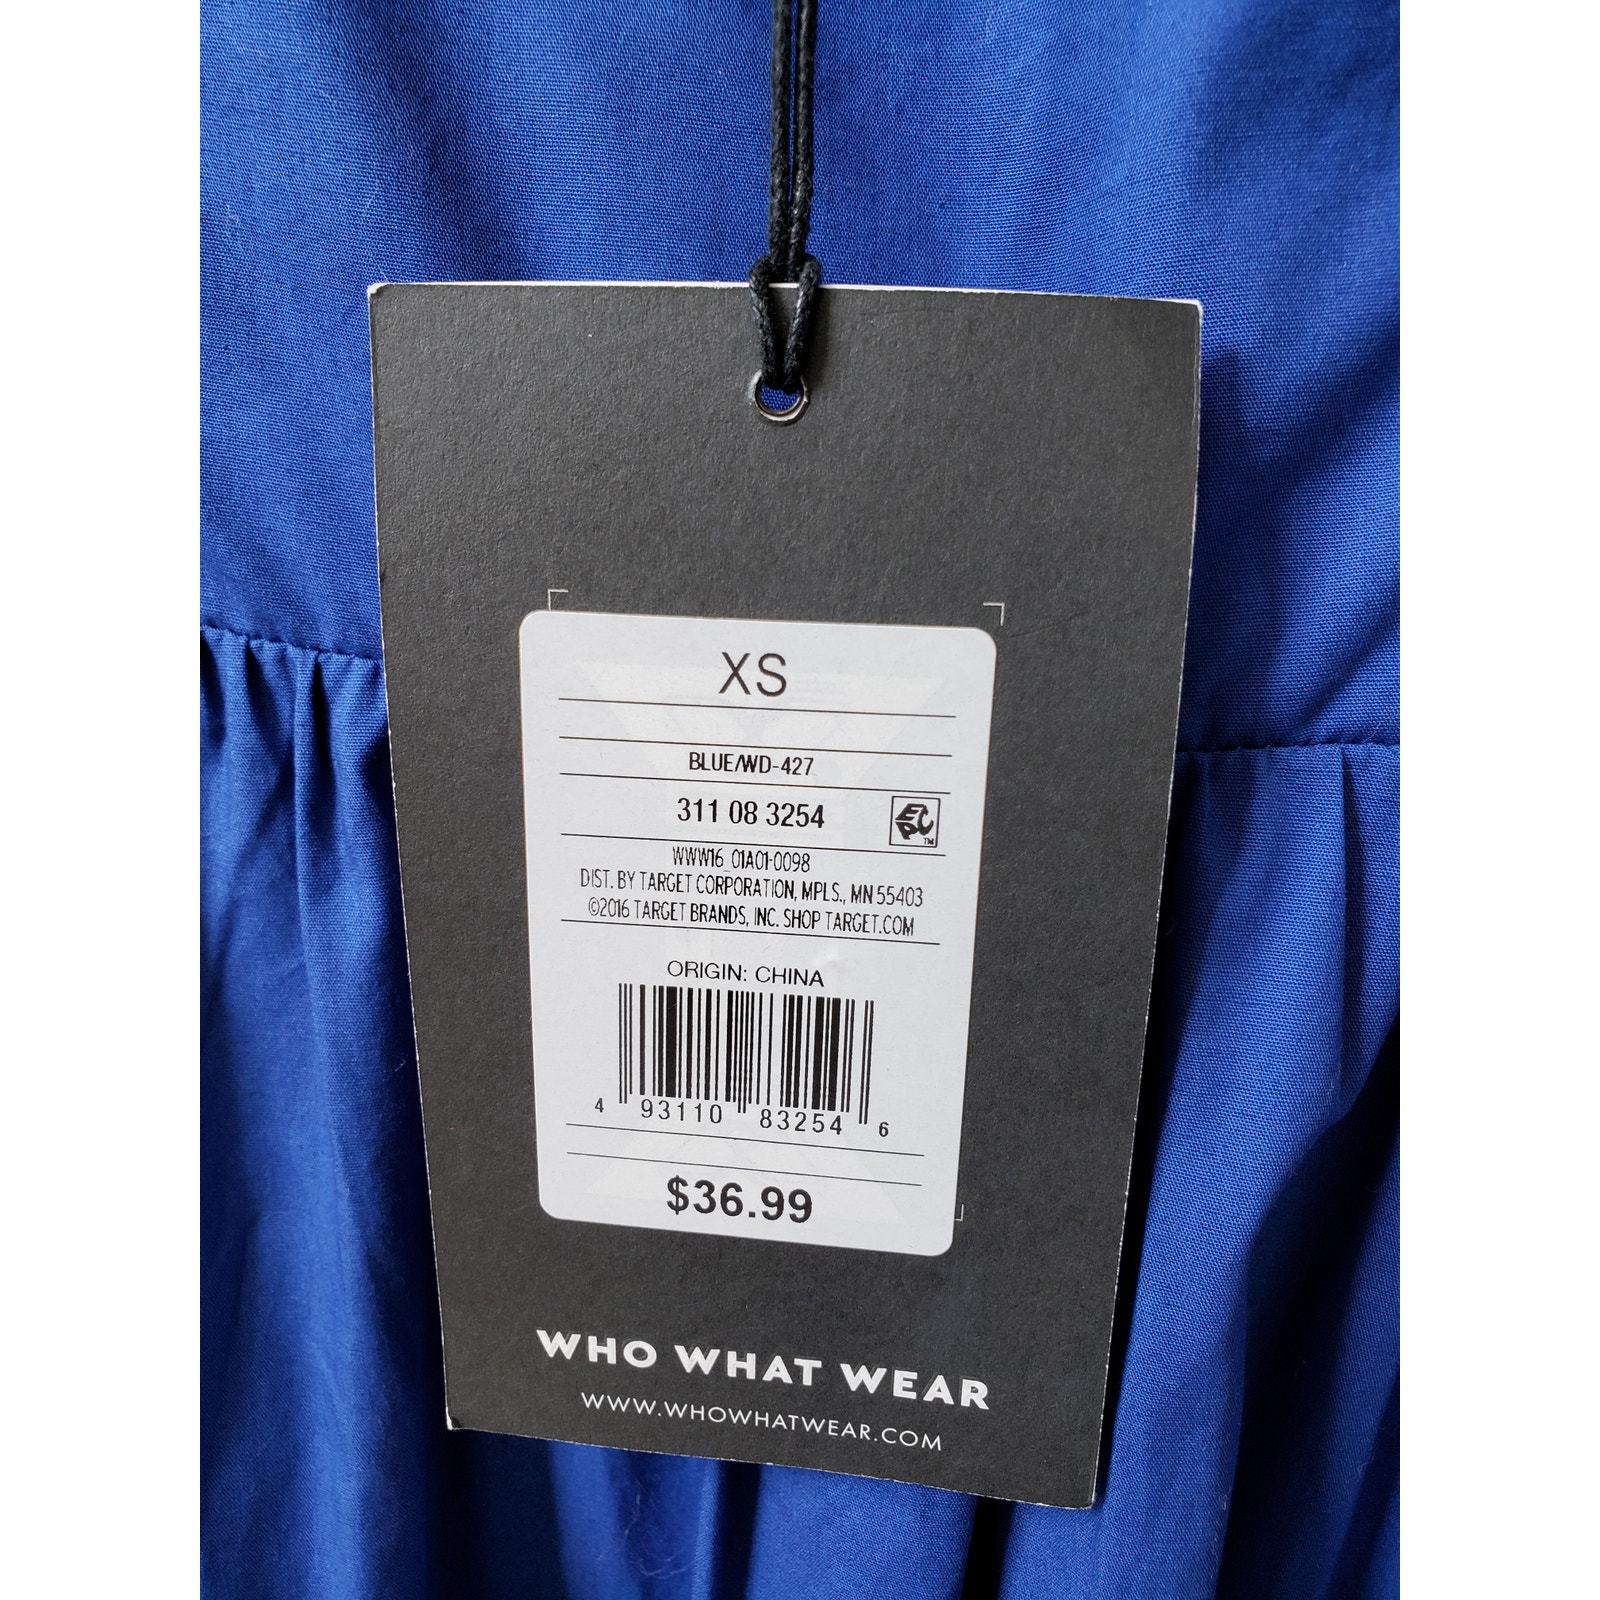 XS
BLUE/WD-427
311 08 3254
EPC™
WWW16_01A01-0098
DIST. BY TARGET CORPORATION, MPLS., MN 55403
©2016 TARGET BRANDS, INC. SHOP TARGET.COM
ORIGIN: CHINA
4 93110 83254 6
$36.99
WHO WHAT WEAR
WWW.WHOWHATWEAR.COM